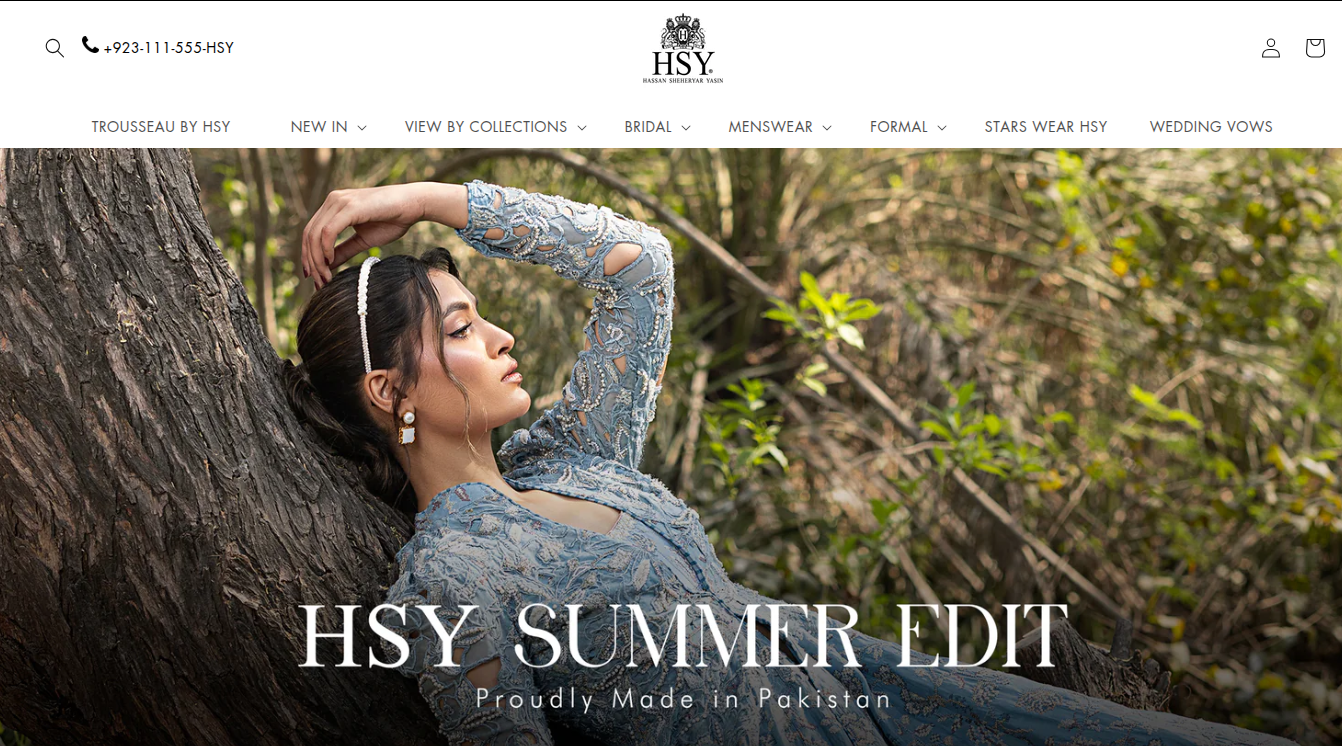 +923-111-555-HSY
HSY
HASSAN SHEHERYAR YASIN
TROUSSEAU BY HSY
NEW IN
VIEW BY COLLECTIONS
BRIDAL
MENSWEAR
FORMAL
STARS WEAR HSY
WEDDING VOWS
HSY SUMMER EDIT
Proudly Made in Pakistan